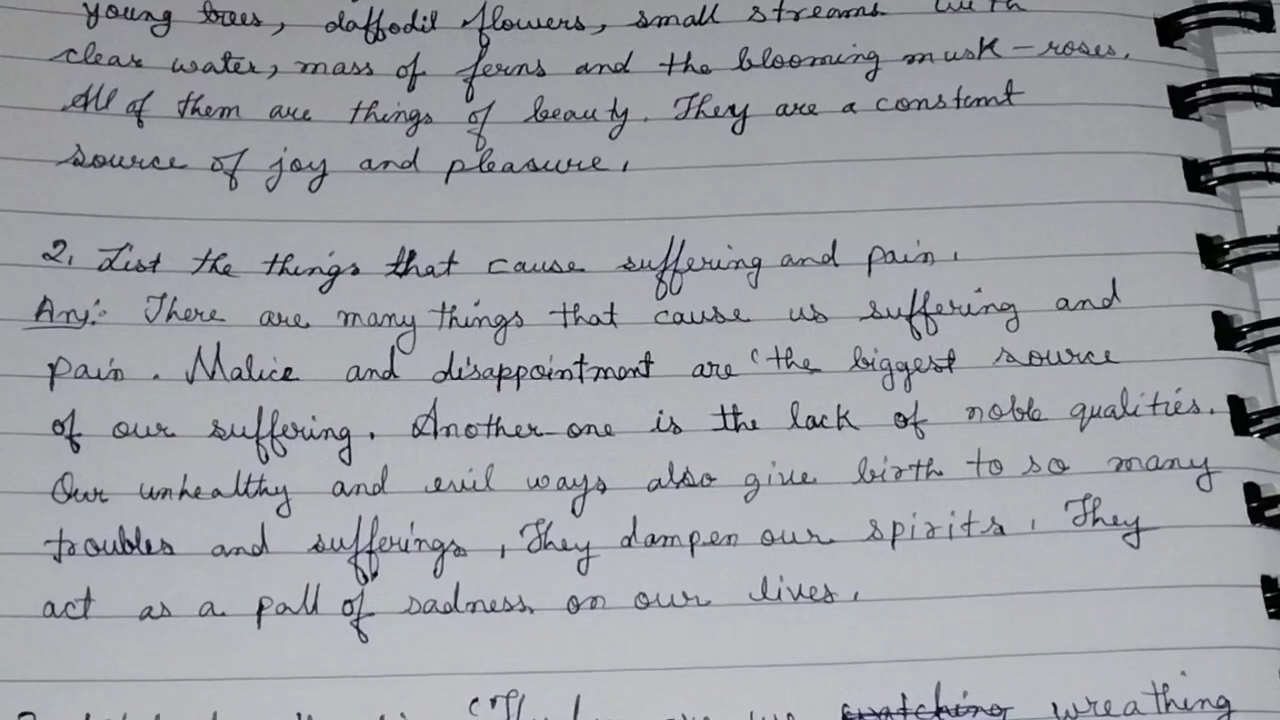 young trees, daffodil flowers, small streams with
clear water, mass of ferns and the blooming musk-roses.
All of them are things of beauty. They are a constant
source of joy and pleasure.
2. List the things that cause suffering and pain.
Ans: There are many things that cause us suffering and
pain. Malice and disappointment are the biggest source
of our suffering. Another one is the lack of noble qualities.
Our unhealthy and evil ways also give birth to so many
troubles and sufferings, They dampen our spirits. They
act as a pall of sadness on our lives.
wreathing